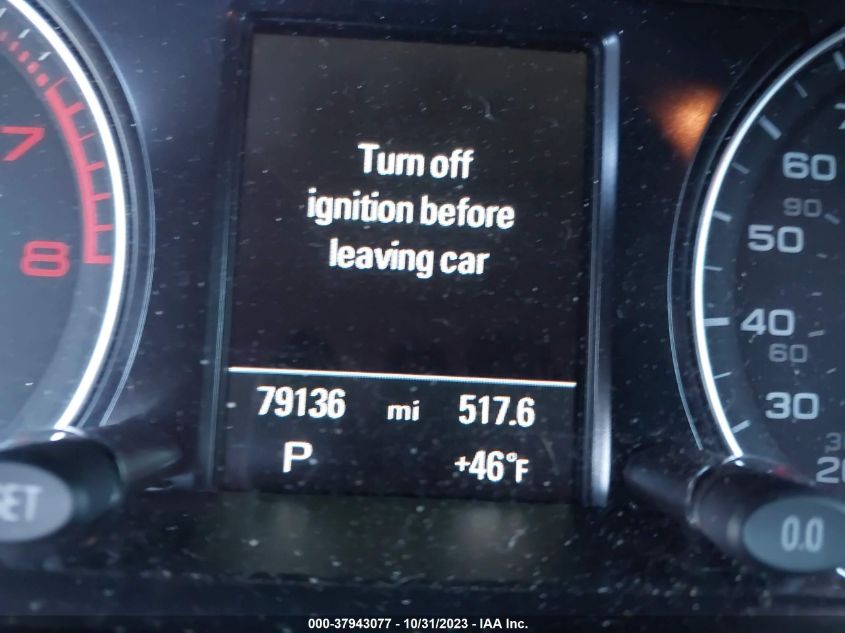 Turn off
ignition before
leaving car
79136 mi 517.6
P +46°F
7
8
60
90
50
40
60
30
0.0
000-37943077 - 10/31/2023 - IAA Inc.